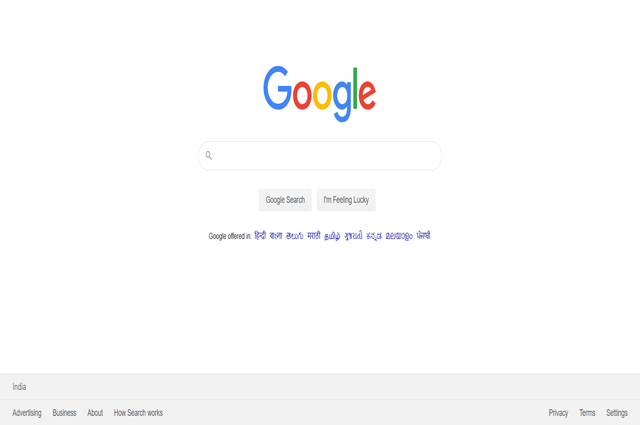 Google
Google Search I'm Feeling Lucky
Google offered in: हिन्दी বাংলা తెలుగు मराठी தமிழ் ગુજરાતી ಕನ್ನಡ മലയാളം ਪੰਜਾਬੀ
India
Advertising Business About How Search works Privacy Terms Settings